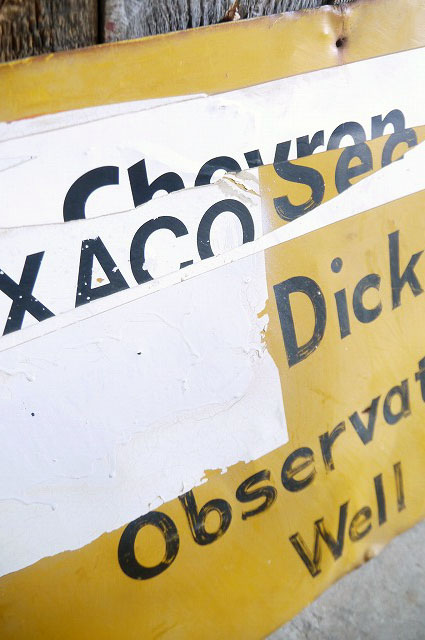 Chevron
XACO Sec
Dick
Observat
Well